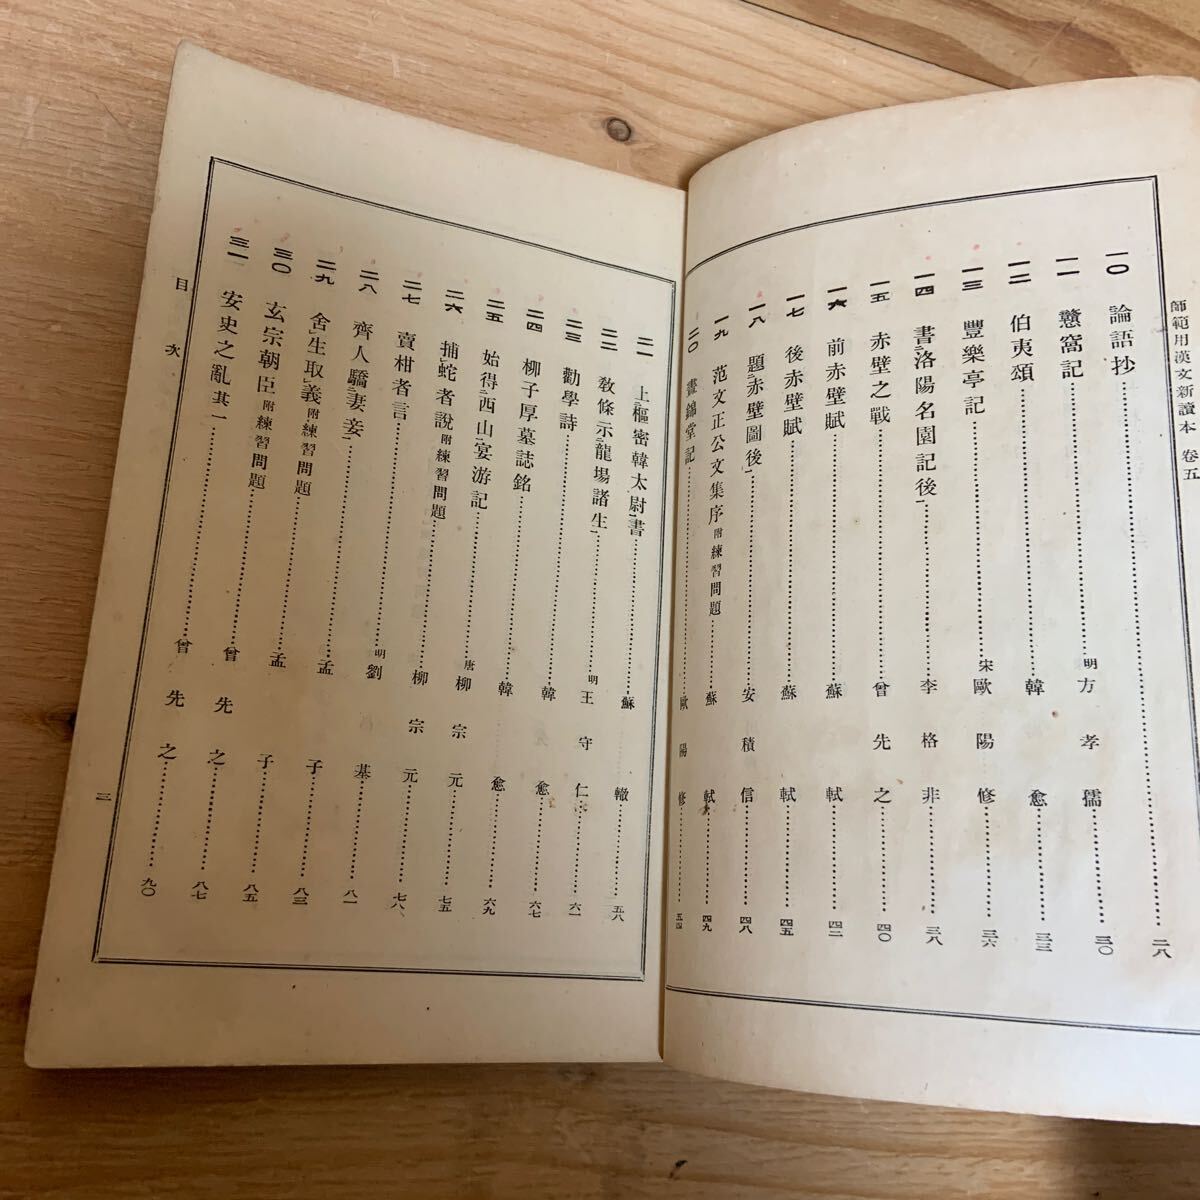 師範用漢文新讀本 卷五
一〇 論語抄 二八
一一 戇窩記 明 方孝孺 三〇
一二 伯夷頌 韓愈 三三
一三 豐樂亭記 宋 歐陽修 三六
一四 書洛陽名園記後 李格非 三八
一五 赤壁之戰 曾先之 四〇
一六 前赤壁賦 蘇軾 四二
一七 後赤壁賦 蘇軾 四五
一八 題赤壁圖後 安積信 四八
一九 范文正公文集序 附練習問題 蘇軾 四九
二〇 晝錦堂記 歐陽修 五四
二一 上樞密韓太尉書 蘇轍 五八
二二 敎條示龍場諸生 明 王守仁 六一
二三 勸學詩
二四 柳子厚墓誌銘 韓愈 六七
二五 始得西山宴游記 韓愈 六九
二六 捕蛇者說 附練習問題 唐 柳宗元 七五
二七 賣柑者言 柳宗元 七八
二八 齊人驕妻妾 明 劉基 八一
二九 舍生取義 附練習問題 孟子 八三
三〇 玄宗朝臣 附練習問題 孟子 八五
三一 安史之亂其一 曾先之 八七
曾先之 九〇
目次
三